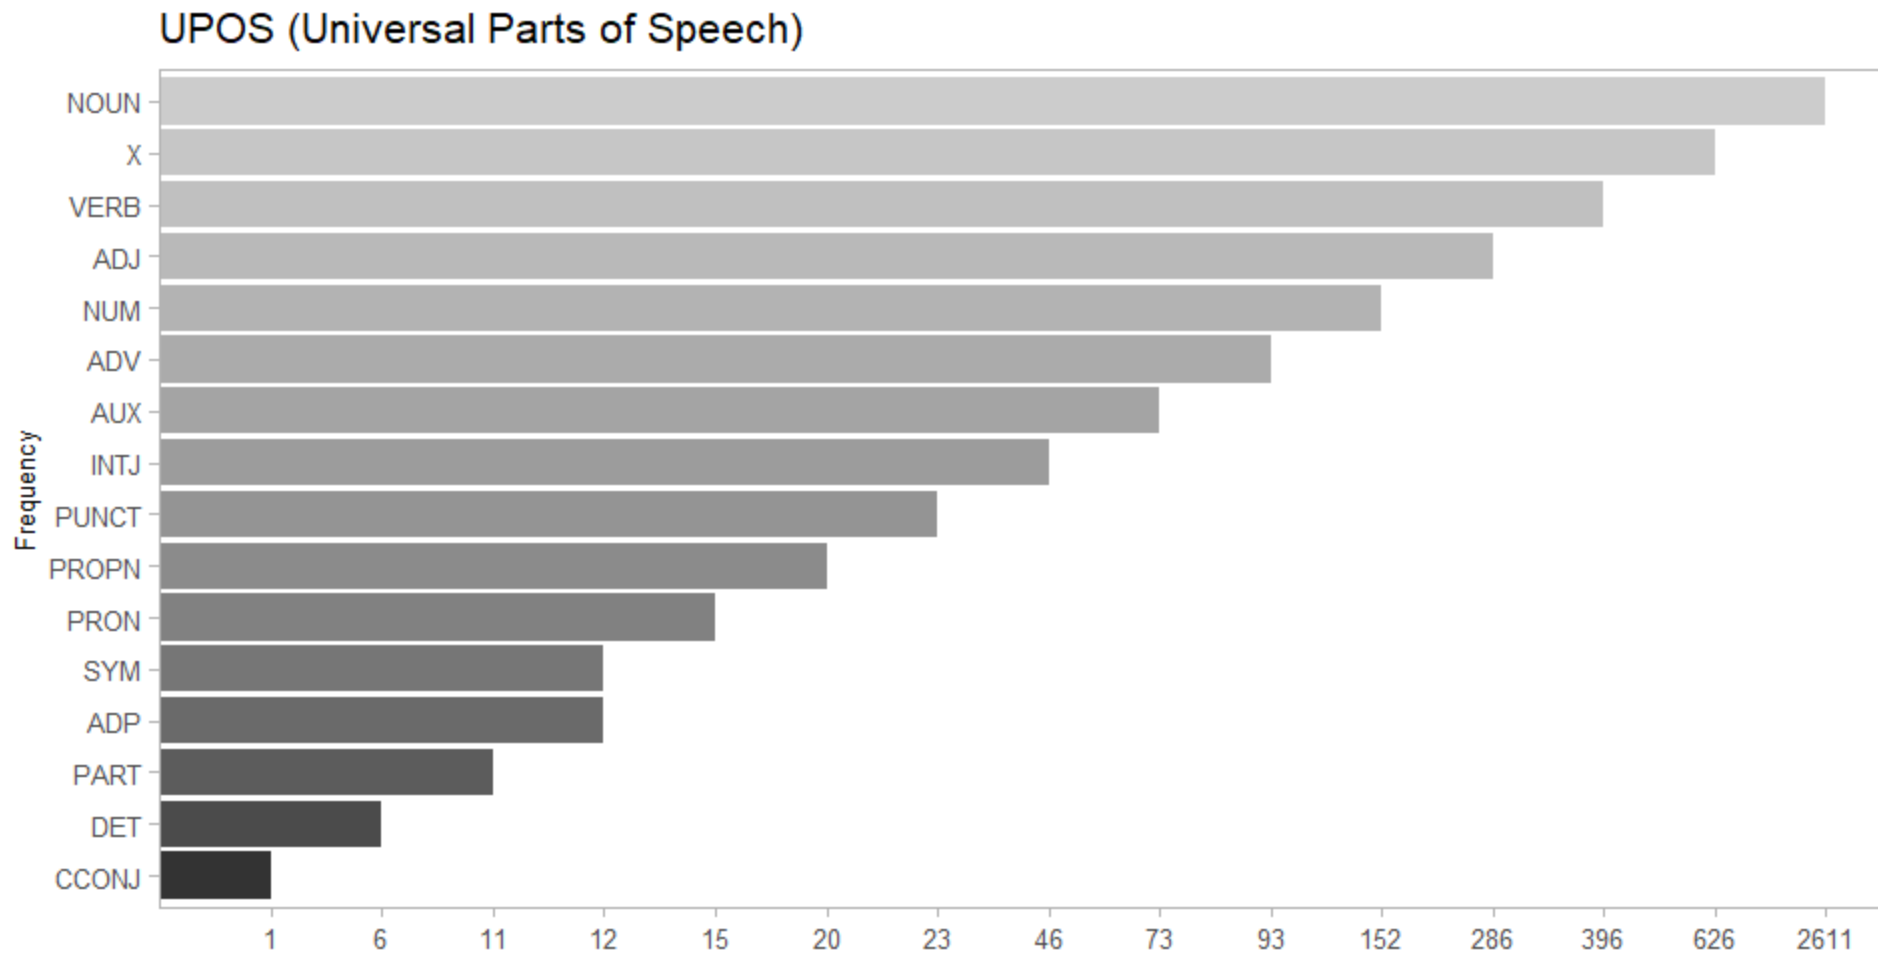 UPOS (Universal Parts of Speech)
NOUN
X
VERB
ADJ
NUM
ADV
AUX
INTJ
PUNCT
PROPN
PRON
SYM
ADP
PART
DET
CCONJ
Frequency
1 6 11 12 15 20 23 46 73 93 152 286 396 626 2611